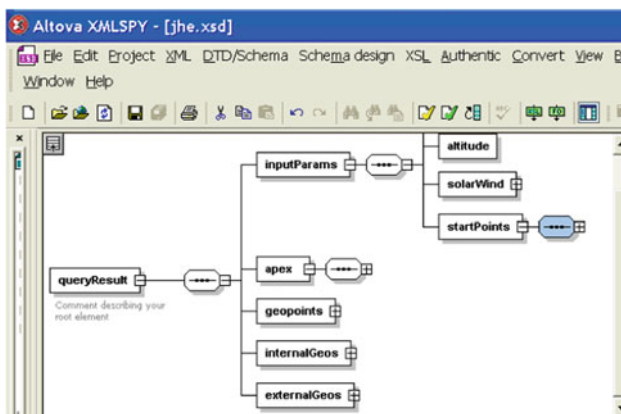 Altova XMLSPY - [jhe.xsd]
File Edit Project XML DTD/Schema Schema design XSL Authentic Convert View B
Window Help
altitude
inputParams
solarWind
startPoints
apex
queryResult
Comment describing your
root element
geopoints
internalGeos
externalGeos